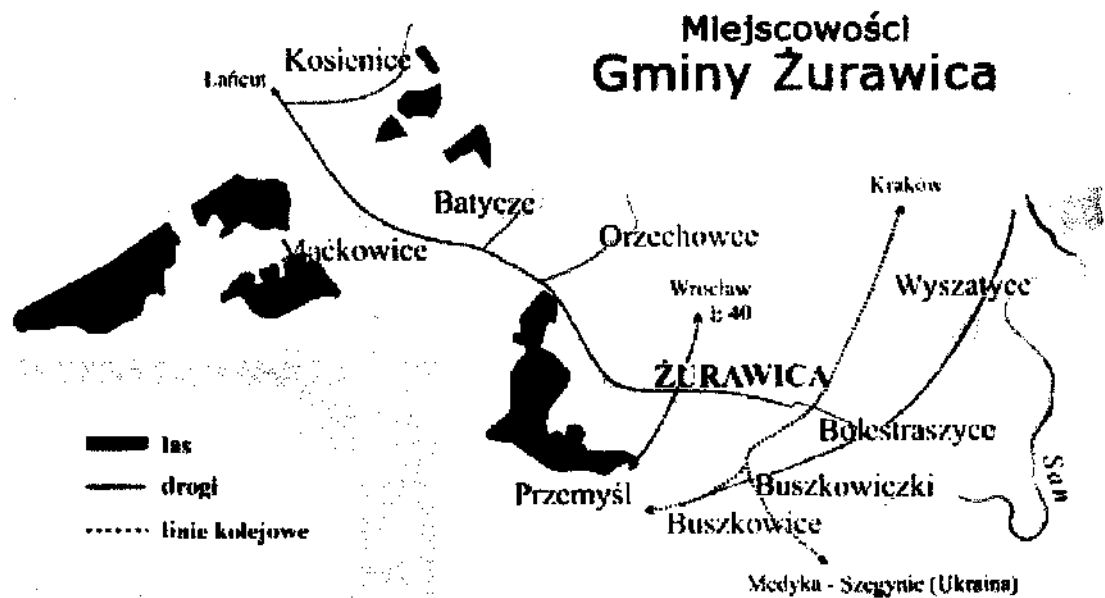 Miejscowości
Gminy Żurawica
Kosienice
Łańcut
Kraków
Batycze
Orzechowce
Maćkowice
Wrocław
E 40
Wyszatyce
ŻURAWICA
Bolestraszyce
las
drogi
linie kolejowe
San
Przemyśl
Buszkowiczki
Buszkowice
Medyka - Szegynie (Ukraina)